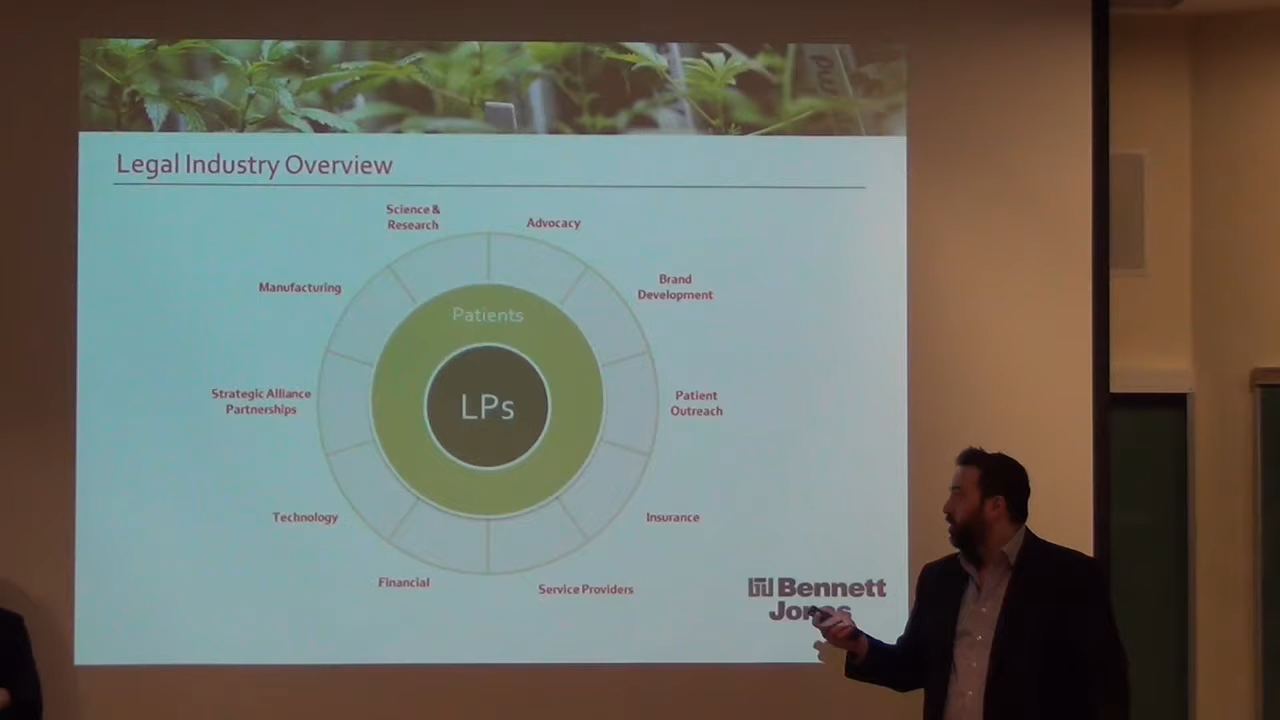 Legal Industry Overview
Science &
Research
Advocacy
Manufacturing
Brand
Development
Patients
Strategic Alliance
Partnerships
LPs
Patient
Outreach
Technology
Insurance
Financial
Service Providers
Bennett
Jones